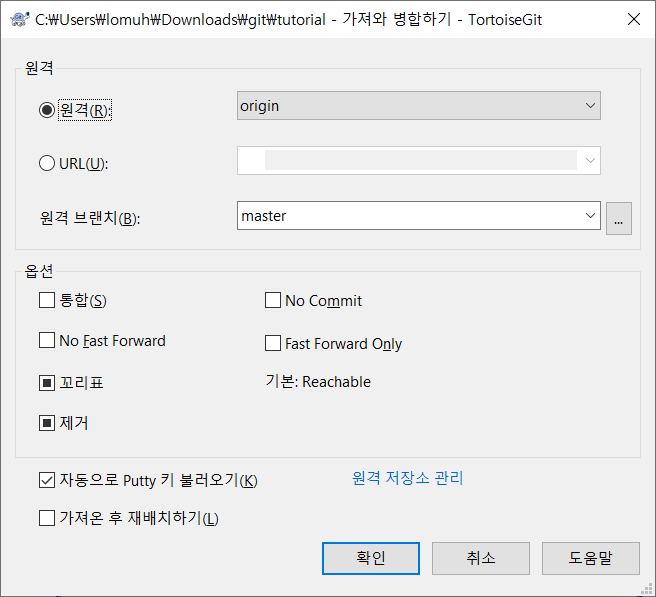 C:₩Users₩lomuh₩Downloads₩git₩tutorial - 가져와 병합하기 - TortoiseGit
원격
원격(R):
origin
URL(U):
원격 브랜치(B):
master
...
옵션
통합(S)
No Commit
No Fast Forward
Fast Forward Only
꼬리표
기본: Reachable
제거
자동으로 Putty 키 불러오기(K)
원격 저장소 관리
가져온 후 재배치하기(L)
확인
취소
도움말